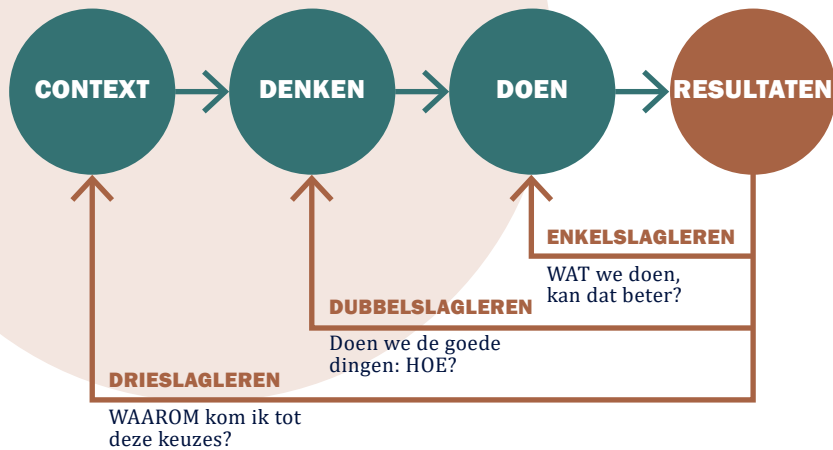 CONTEXT
DENKEN
DOEN
RESULTATEN
ENKELSLAGLEREN
WAT we doen,
kan dat beter?
DUBBELSLAGLEREN
Doen we de goede
dingen: HOE?
DRIESLAGLEREN
WAAROM kom ik tot
deze keuzes?